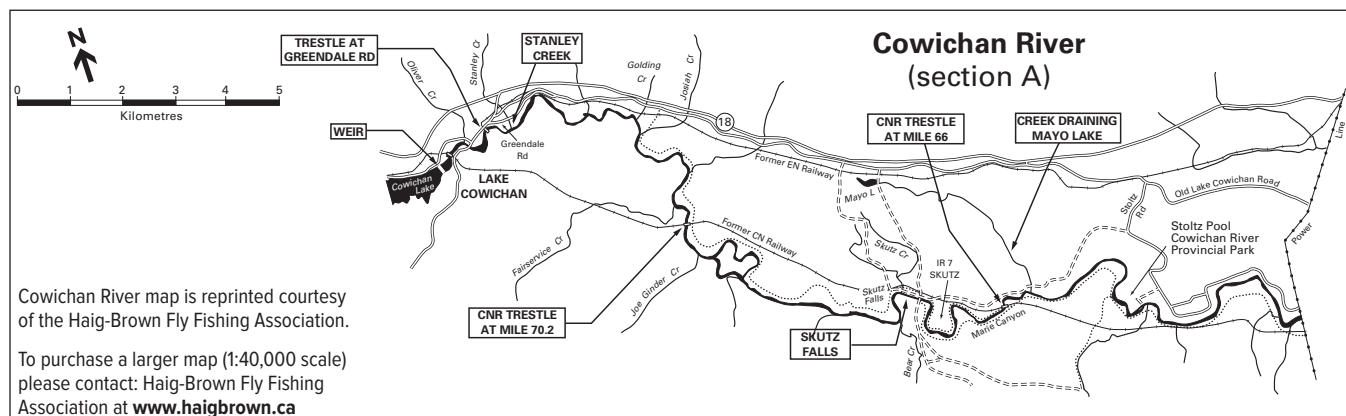 Cowichan River
(section A)
N
0 1 2 3 4 5
Kilometres
Oliver Cr
Stanley Cr
TRESTLE AT
GREENDALE RD
STANLEY
CREEK
Golding
Cr
Josiah Cr
18
WEIR
Greendale
Rd
Cowichan
Lake
LAKE
COWICHAN
Former EN Railway
CNR TRESTLE
AT MILE 66
CREEK DRAINING
MAYO LAKE
Mayo L
Old Lake Cowichan Road
Stoltz
Rd
Stoltz Pool
Cowichan River
Provincial Park
Power
Line
Fairservice Cr
Former CN Railway
Joe Ginder Cr
Skutz Cr
IR 7
SKUTZ
Skutz
Falls
Marie Canyon
Bear Cr
CNR TRESTLE
AT MILE 70.2
SKUTZ
FALLS
Cowichan River map is reprinted courtesy
of the Haig-Brown Fly Fishing Association.
To purchase a larger map (1:40,000 scale)
please contact: Haig-Brown Fly Fishing
Association at www.haigbrown.ca